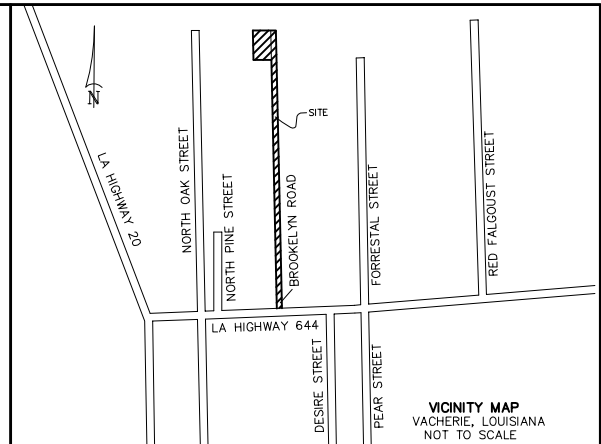 N
SITE
LA HIGHWAY 20
NORTH OAK STREET
NORTH PINE STREET
BROOKELYN ROAD
FORRESTAL STREET
RED FALGOUST STREET
LA HIGHWAY 644
DESIRE STREET
PEAR STREET
VICINITY MAP
VACHERIE, LOUISIANA
NOT TO SCALE